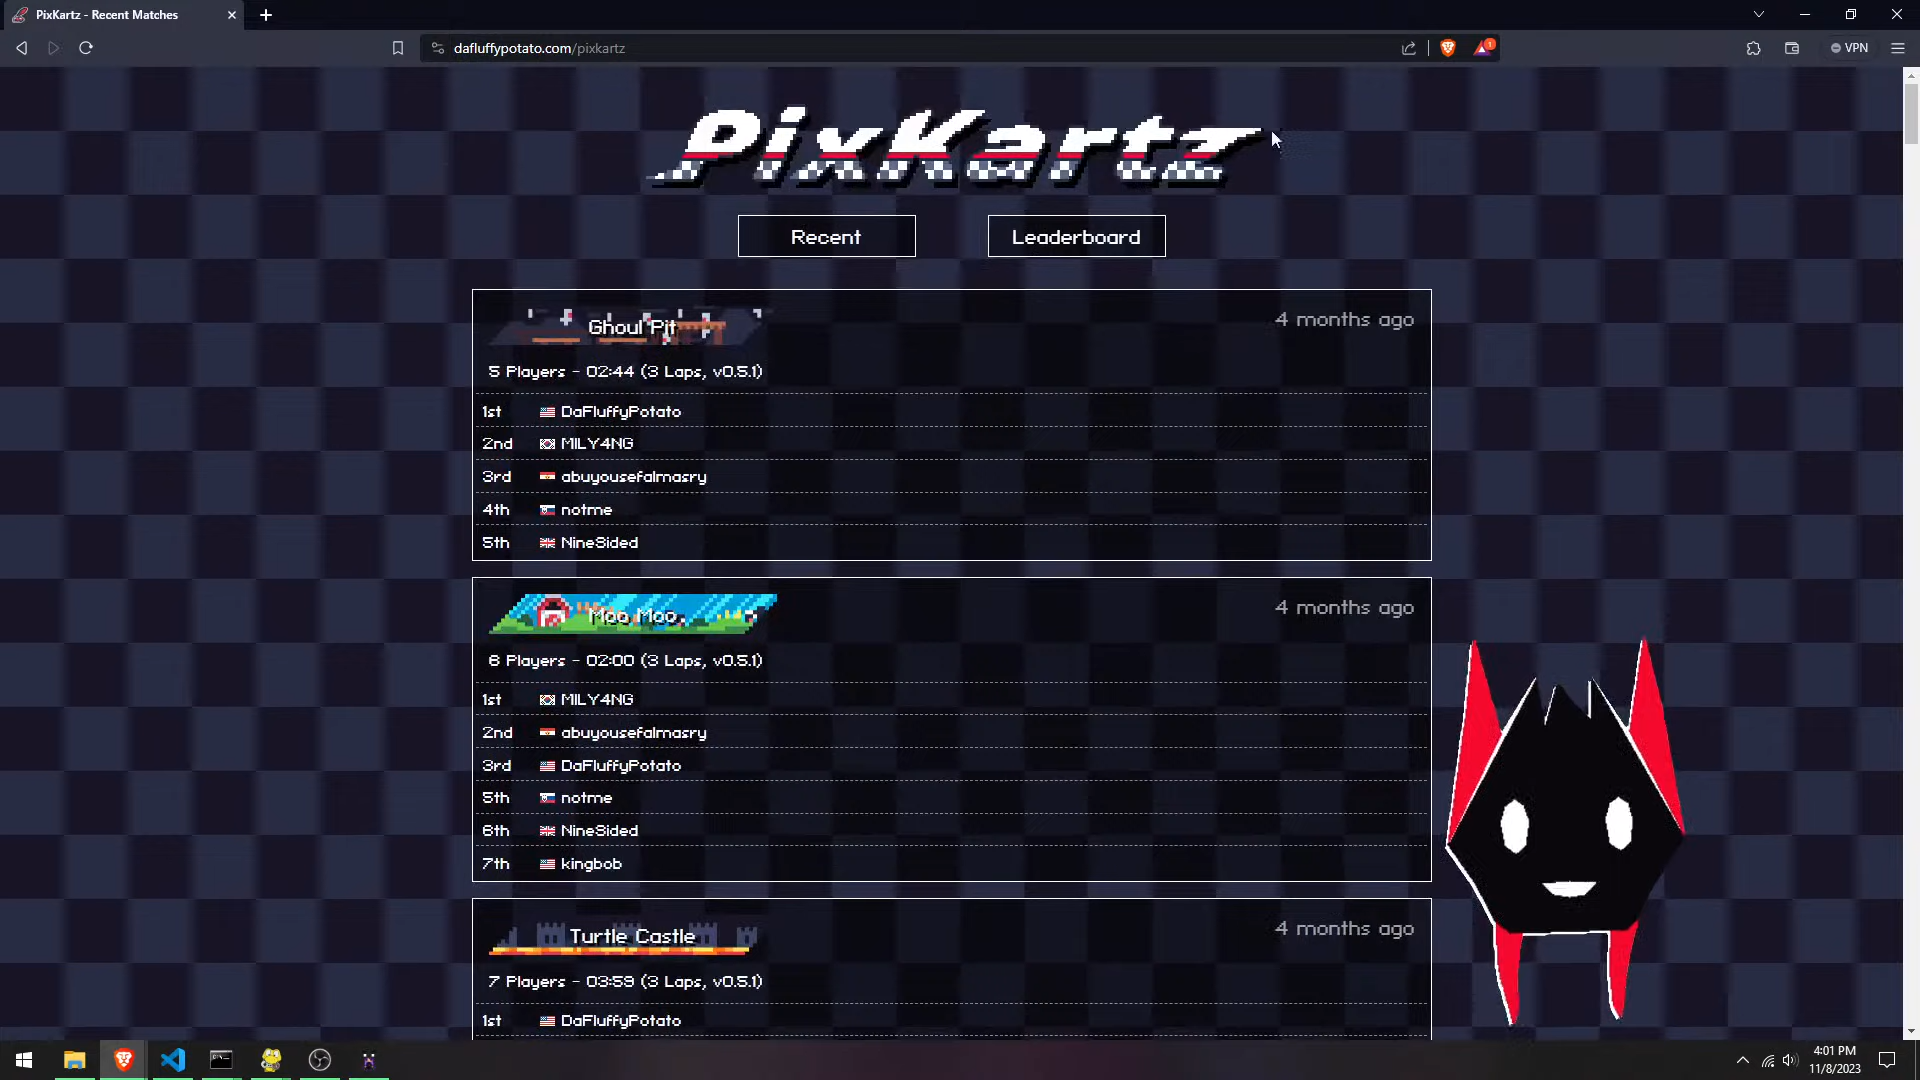 PixKartz - Recent Matches
dafluffypotato.com/pixkartz
1
VPN
PixKartz
Recent
Leaderboard
Ghoul Pit
4 months ago
5 Players - 02:44 (3 Laps, v0.5.1)
1st DaFluffyPotato
2nd MILY4NG
3rd abuyousefalmasry
4th notme
5th NineSided
Moo Moo
4 months ago
6 Players - 02:00 (3 Laps, v0.5.1)
1st MILY4NG
2nd abuyousefalmasry
3rd DaFluffyPotato
5th notme
6th NineSided
7th kingbob
Turtle Castle
4 months ago
7 Players - 03:59 (3 Laps, v0.5.1)
1st DaFluffyPotato
4:01 PM
11/8/2023